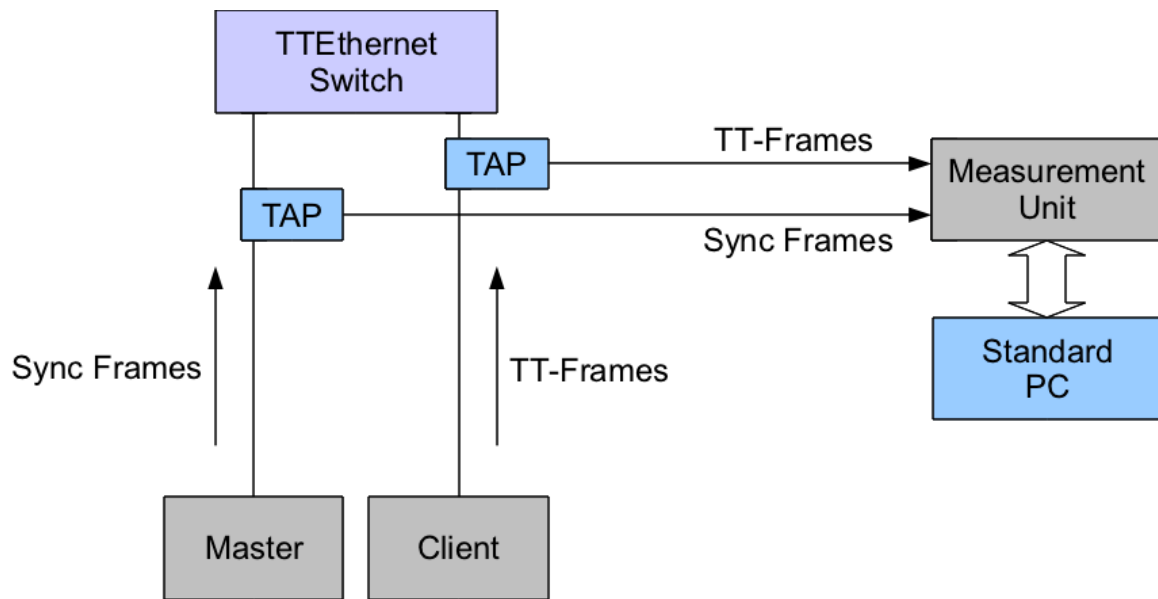 TTEthernet
Switch
TAP
TT-Frames
Measurement
Unit
TAP
Sync Frames
Standard
PC
Sync Frames
TT-Frames
Master
Client